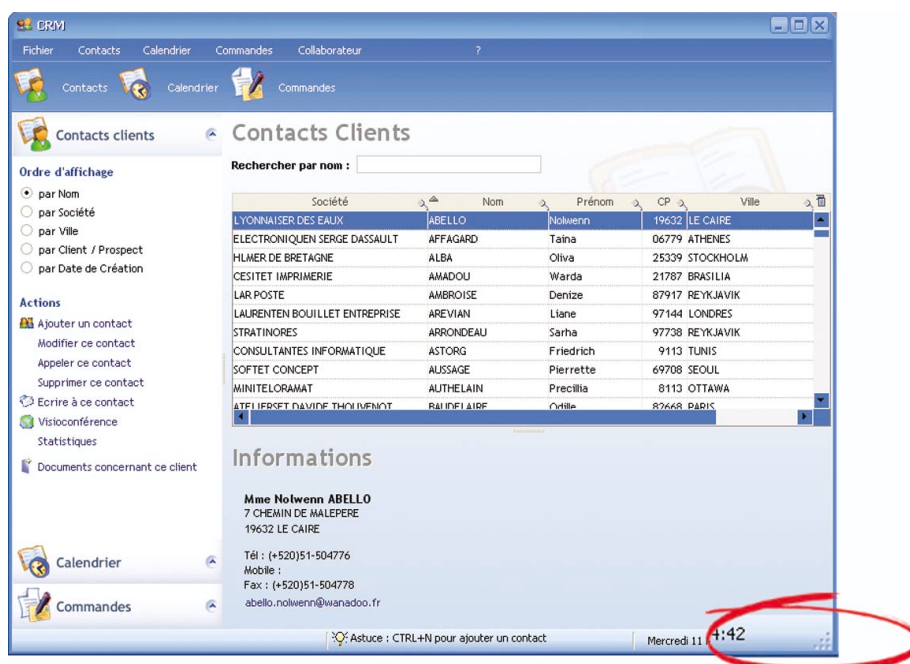 CRM
Fichier Contacts Calendrier Commandes Collaborateur ?
Contacts Calendrier Commandes
Contacts clients
Ordre d'affichage
par Nom
par Société
par Ville
par Client / Prospect
par Date de Création
Actions
Ajouter un contact
Modifier ce contact
Appeler ce contact
Supprimer ce contact
Ecrire à ce contact
Visioconférence
Statistiques
Documents concernant ce client
Calendrier
Commandes
Contacts Clients
Rechercher par nom :
Société Nom Prénom CP Ville
LYONNAISER DES EAUX ABELLO Nolwenn 19632 LE CAIRE
ELECTRONIQUEN SERGE DASSAULT AFFAGARD Taina 06779 ATHENES
HLMER DE BRETAGNE ALBA Oliva 25339 STOCKHOLM
CESITET IMPRIMERIE AMADOU Warda 21787 BRASILIA
LAR POSTE AMBROISE Denize 87917 REYKJAVIK
LAURENTEN BOUILLET ENTREPRISE AREVIAN Liane 97144 LONDRES
STRATINORES ARRONDEAU Sarha 97738 REYKJAVIK
CONSULTANTES INFORMATIQUE ASTORG Friedrich 9113 TUNIS
SOFTET CONCEPT AUSSAGE Pierrette 69708 SEOUL
MINITELORAMAT AUTHELAIN Precillia 8113 OTTAWA
ATELIERSET DAVIDE THOUVENOT BAUDELAIRE Odille 82668 PARIS
Informations
Mme Nolwenn ABELLO
7 CHEMIN DE MALEPERE
19632 LE CAIRE
Tél : (+520)51-504776
Mobile :
Fax : (+520)51-504778
abello.nolwenn@wanadoo.fr
Astuce : CTRL+N pour ajouter un contact
Mercredi 11 4:42